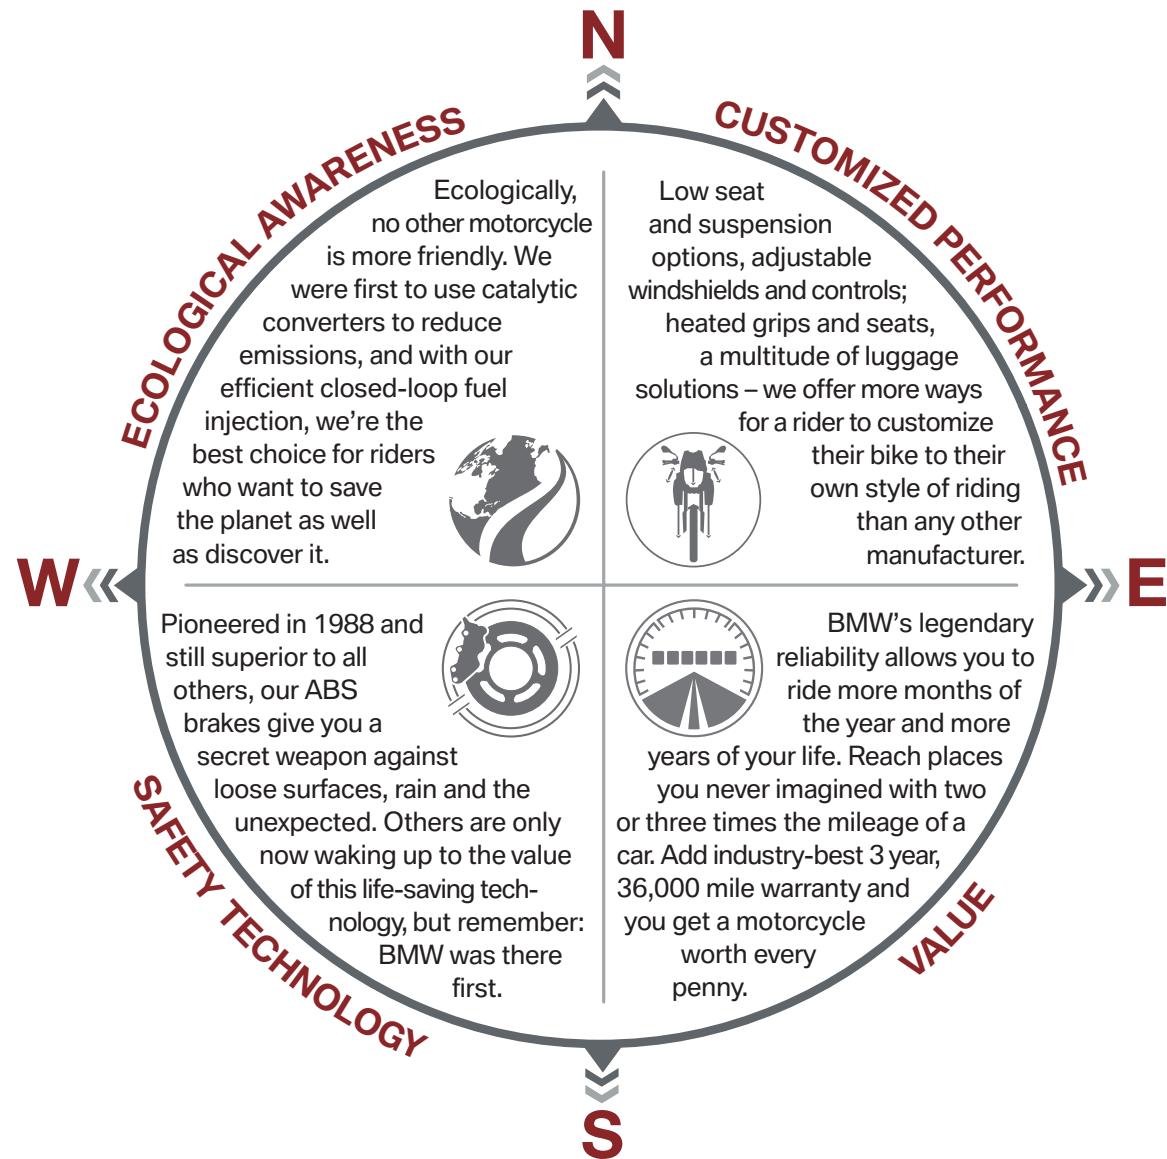 N
ECOLOGICAL AWARENESS
Ecologically,
no other motorcycle
is more friendly. We
were first to use catalytic
converters to reduce
emissions, and with our
efficient closed-loop fuel
injection, we’re the
best choice for riders
who want to save
the planet as well
as discover it.
CUSTOMIZED PERFORMANCE
Low seat
and suspension
options, adjustable
windshields and controls;
heated grips and seats,
a multitude of luggage
solutions – we offer more ways
for a rider to customize
their bike to their
own style of riding
than any other
manufacturer.
W
E
Pioneered in 1988 and
still superior to all
others, our ABS
brakes give you a
secret weapon against
loose surfaces, rain and the
unexpected. Others are only
now waking up to the value
of this life-saving tech-
nology, but remember:
BMW was there
first.
SAFETY TECHNOLOGY
BMW’s legendary
reliability allows you to
ride more months of
the year and more
years of your life. Reach places
you never imagined with two
or three times the mileage of a
car. Add industry-best 3 year,
36,000 mile warranty and
you get a motorcycle
worth every
penny.
VALUE
S